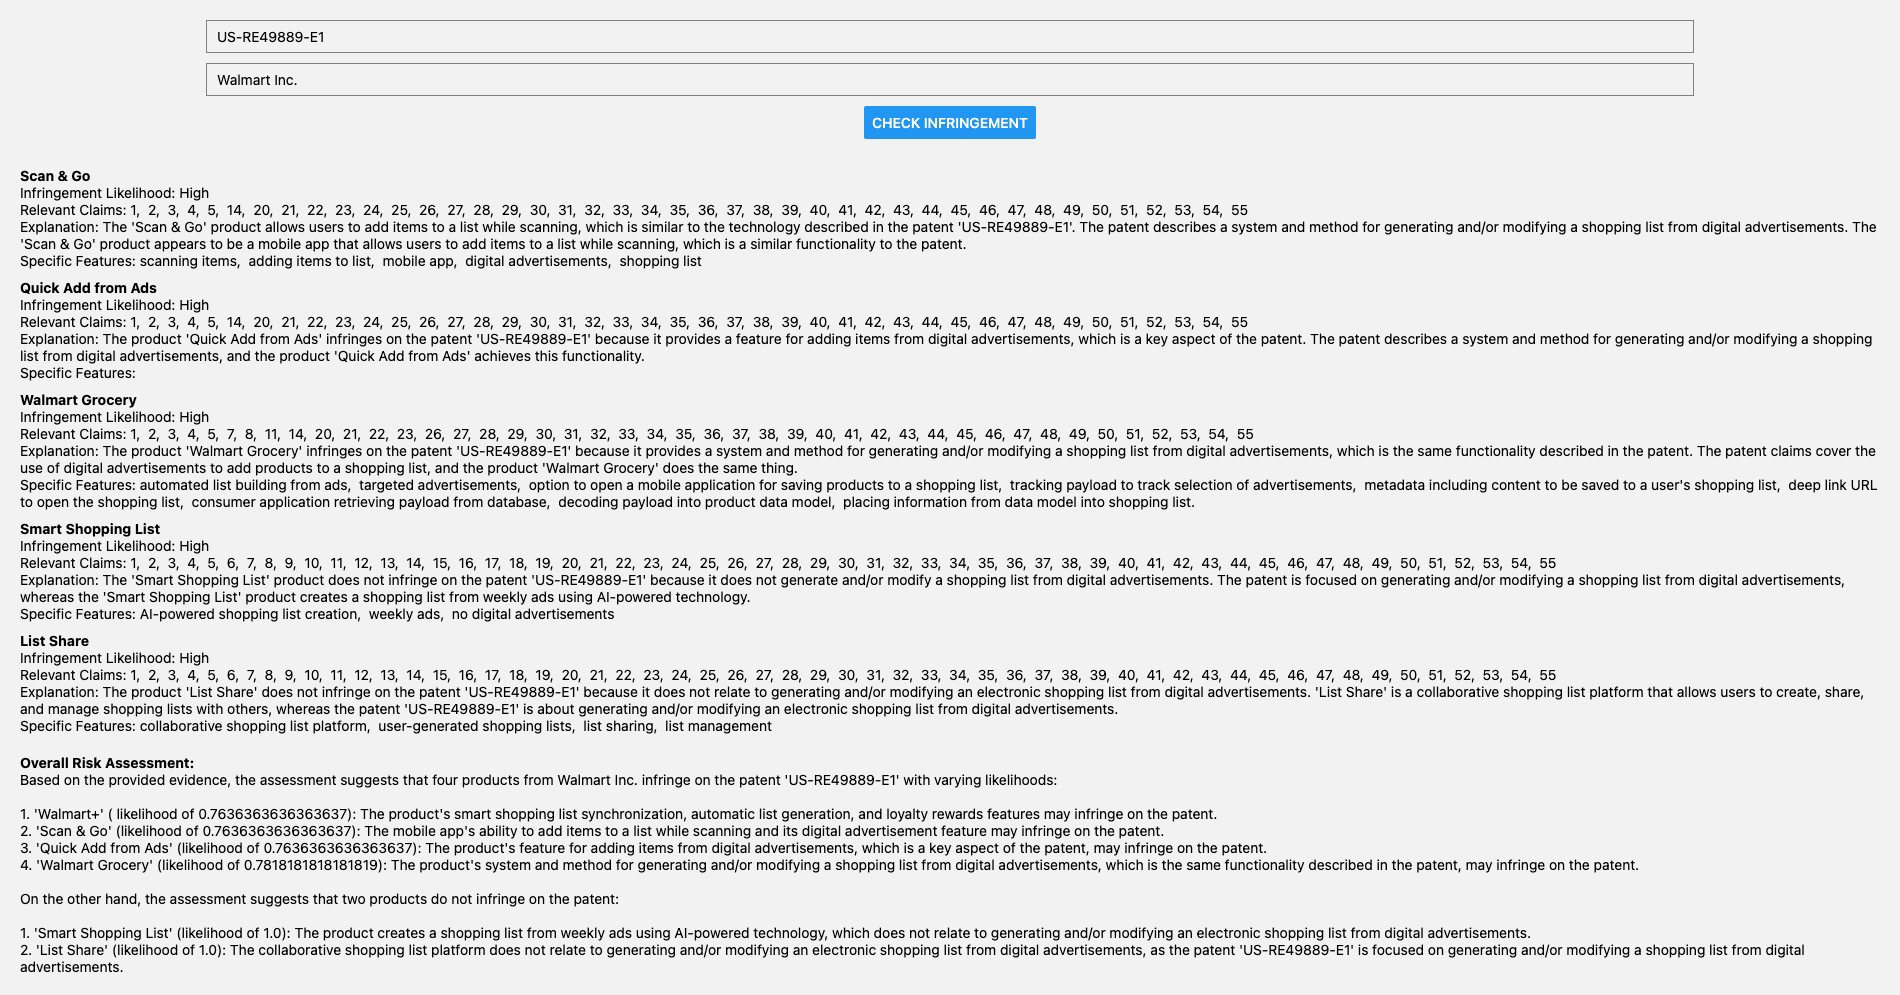 US-RE49889-E1
Walmart Inc.
CHECK INFRINGEMENT
Scan & Go
Infringement Likelihood: High
Relevant Claims: 1, 2, 3, 4, 5, 14, 20, 21, 22, 23, 24, 25, 26, 27, 28, 29, 30, 31, 32, 33, 34, 35, 36, 37, 38, 39, 40, 41, 42, 43, 44, 45, 46, 47, 48, 49, 50, 51, 52, 53, 54, 55
Explanation: The 'Scan & Go' product allows users to add items to a list while scanning, which is similar to the technology described in the patent 'US-RE49889-E1'. The patent describes a system and method for generating and/or modifying a shopping list from digital advertisements. The
'Scan & Go' product appears to be a mobile app that allows users to add items to a list while scanning, which is a similar functionality to the patent.
Specific Features: scanning items, adding items to list, mobile app, digital advertisements, shopping list
Quick Add from Ads
Infringement Likelihood: High
Relevant Claims: 1, 2, 3, 4, 5, 14, 20, 21, 22, 23, 24, 25, 26, 27, 28, 29, 30, 31, 32, 33, 34, 35, 36, 37, 38, 39, 40, 41, 42, 43, 44, 45, 46, 47, 48, 49, 50, 51, 52, 53, 54, 55
Explanation: The product 'Quick Add from Ads' infringes on the patent 'US-RE49889-E1' because it provides a feature for adding items from digital advertisements, which is a key aspect of the patent. The patent describes a system and method for generating and/or modifying a shopping
list from digital advertisements, and the product 'Quick Add from Ads' achieves this functionality.
Specific Features:
Walmart Grocery
Infringement Likelihood: High
Relevant Claims: 1, 2, 3, 4, 5, 7, 8, 11, 14, 20, 21, 22, 23, 26, 27, 28, 29, 30, 31, 32, 33, 34, 35, 36, 37, 38, 39, 40, 41, 42, 43, 44, 45, 46, 47, 48, 49, 50, 51, 52, 53, 54, 55
Explanation: The product 'Walmart Grocery' infringes on the patent 'US-RE49889-E1' because it provides a system and method for generating and/or modifying a shopping list from digital advertisements, which is the same functionality described in the patent. The patent claims cover the
use of digital advertisements to add products to a shopping list, and the product 'Walmart Grocery' does the same thing.
Specific Features: automated list building from ads, targeted advertisements, option to open a mobile application for saving products to a shopping list, tracking payload to track selection of advertisements, metadata including content to be saved to a user's shopping list, deep link URL
to open the shopping list, consumer application retrieving payload from database, decoding payload into product data model, placing information from data model into shopping list.
Smart Shopping List
Infringement Likelihood: High
Relevant Claims: 1, 2, 3, 4, 5, 6, 7, 8, 9, 10, 11, 12, 13, 14, 15, 16, 17, 18, 19, 20, 21, 22, 23, 24, 25, 26, 27, 28, 29, 30, 31, 32, 33, 34, 35, 36, 37, 38, 39, 40, 41, 42, 43, 44, 45, 46, 47, 48, 49, 50, 51, 52, 53, 54, 55
Explanation: The 'Smart Shopping List' product does not infringe on the patent 'US-RE49889-E1' because it does not generate and/or modify a shopping list from digital advertisements. The patent is focused on generating and/or modifying a shopping list from digital advertisements,
whereas the 'Smart Shopping List' product creates a shopping list from weekly ads using AI-powered technology.
Specific Features: AI-powered shopping list creation, weekly ads, no digital advertisements
List Share
Infringement Likelihood: High
Relevant Claims: 1, 2, 3, 4, 5, 6, 7, 8, 9, 10, 11, 12, 13, 14, 15, 16, 17, 18, 19, 20, 21, 22, 23, 24, 25, 26, 27, 28, 29, 30, 31, 32, 33, 34, 35, 36, 37, 38, 39, 40, 41, 42, 43, 44, 45, 46, 47, 48, 49, 50, 51, 52, 53, 54, 55
Explanation: The product 'List Share' does not infringe on the patent 'US-RE49889-E1' because it does not relate to generating and/or modifying an electronic shopping list from digital advertisements. 'List Share' is a collaborative shopping list platform that allows users to create, share,
and manage shopping lists with others, whereas the patent 'US-RE49889-E1' is about generating and/or modifying an electronic shopping list from digital advertisements.
Specific Features: collaborative shopping list platform, user-generated shopping lists, list sharing, list management
Overall Risk Assessment:
Based on the provided evidence, the assessment suggests that four products from Walmart Inc. infringe on the patent 'US-RE49889-E1' with varying likelihoods:
1. 'Walmart+' ( likelihood of 0.7636363636363637): The product's smart shopping list synchronization, automatic list generation, and loyalty rewards features may infringe on the patent.
2. 'Scan & Go' (likelihood of 0.7636363636363637): The mobile app's ability to add items to a list while scanning and its digital advertisement feature may infringe on the patent.
3. 'Quick Add from Ads' (likelihood of 0.7636363636363637): The product's feature for adding items from digital advertisements, which is a key aspect of the patent, may infringe on the patent.
4. 'Walmart Grocery' (likelihood of 0.7818181818181819): The product's system and method for generating and/or modifying a shopping list from digital advertisements, which is the same functionality described in the patent, may infringe on the patent.
On the other hand, the assessment suggests that two products do not infringe on the patent:
1. 'Smart Shopping List' (likelihood of 1.0): The product creates a shopping list from weekly ads using AI-powered technology, which does not relate to generating and/or modifying an electronic shopping list from digital advertisements.
2. 'List Share' (likelihood of 1.0): The collaborative shopping list platform does not relate to generating and/or modifying an electronic shopping list from digital advertisements, as the patent 'US-RE49889-E1' is focused on generating and/or modifying a shopping list from digital
advertisements.